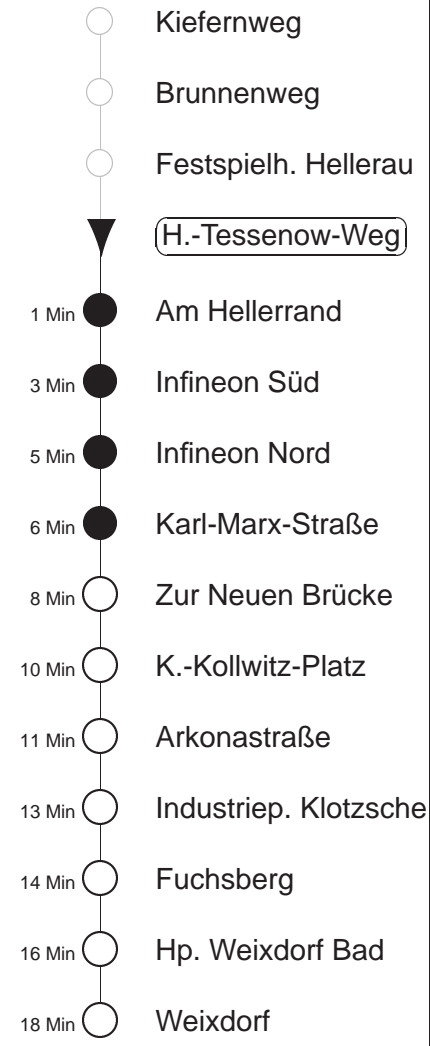 Kiefernweg
Brunnenweg
Festspielh. Hellerau
H.-Tessenow-Weg
1 Min Am Hellerrand
3 Min Infineon Süd
5 Min Infineon Nord
6 Min Karl-Marx-Straße
8 Min Zur Neuen Brücke
10 Min K.-Kollwitz-Platz
11 Min Arkonastraße
13 Min Industriep. Klotzsche
14 Min Fuchsberg
16 Min Hp. Weixdorf Bad
18 Min Weixdorf